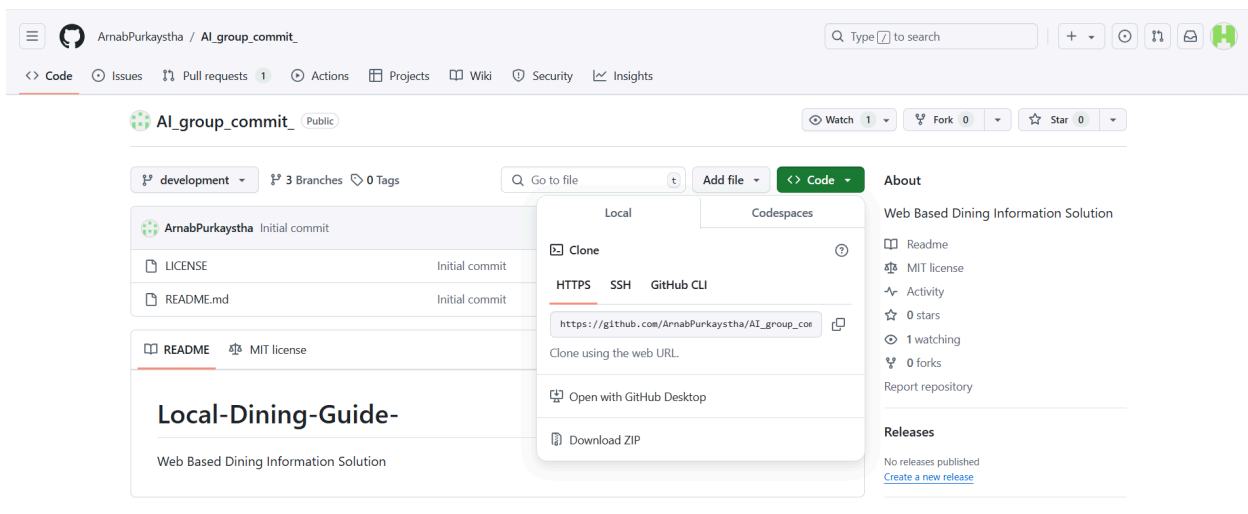 ArnabPurkaystha / AI_group_commit_
Type / to search
Code Issues Pull requests 1 Actions Projects Wiki Security Insights
AI_group_commit_ Public
Watch 1 Fork 0 Star 0
development 3 Branches 0 Tags
Go to file t Add file Code
ArnabPurkaystha Initial commit
LICENSE Initial commit
README.md Initial commit
README MIT license
Local-Dining-Guide-
Web Based Dining Information Solution
Local Codespaces
Clone
HTTPS SSH GitHub CLI
https://github.com/ArnabPurkaystha/AI_group_com
Clone using the web URL.
Open with GitHub Desktop
Download ZIP
About
Web Based Dining Information Solution
Readme
MIT license
Activity
0 stars
1 watching
0 forks
Report repository
Releases
No releases published
Create a new release